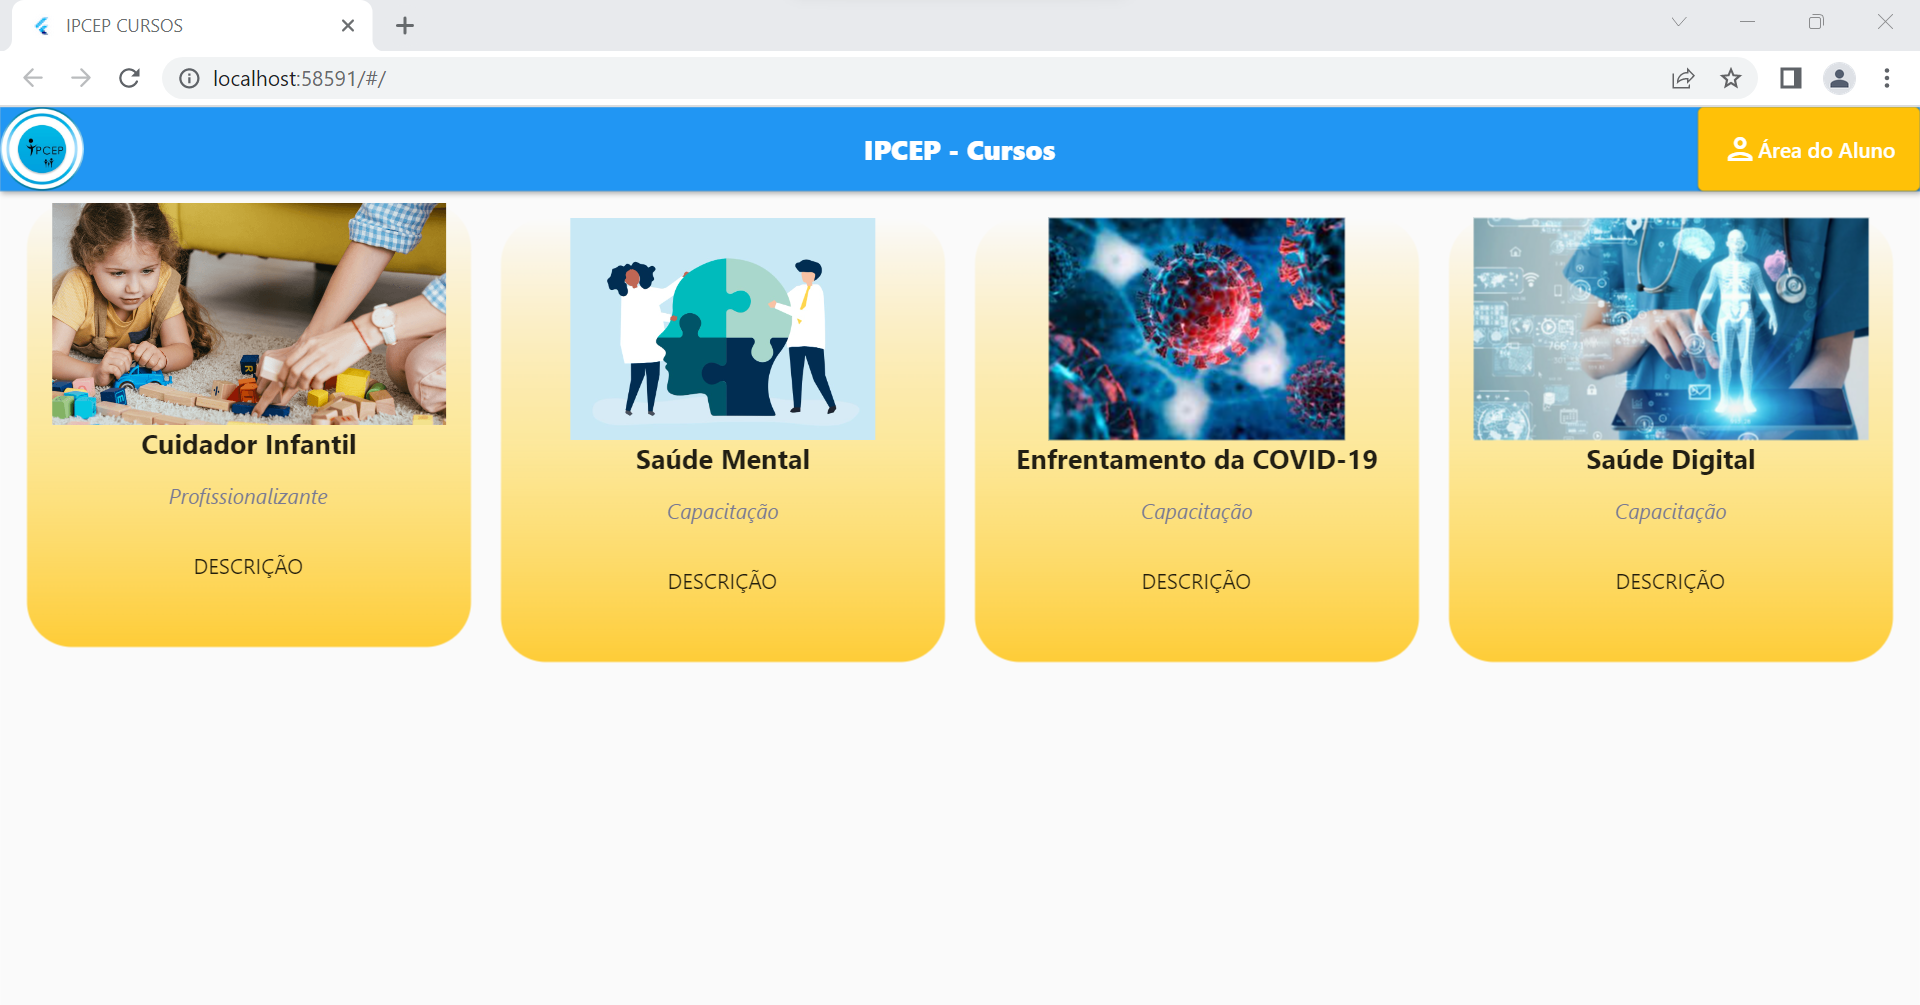 IPCEP CURSOS
localhost:58591/#/
IPCEP
IPCEP - Cursos
Área do Aluno
Cuidador Infantil
Profissionalizante
DESCRIÇÃO
Saúde Mental
Capacitação
DESCRIÇÃO
Enfrentamento da COVID-19
Capacitação
DESCRIÇÃO
Saúde Digital
Capacitação
DESCRIÇÃO